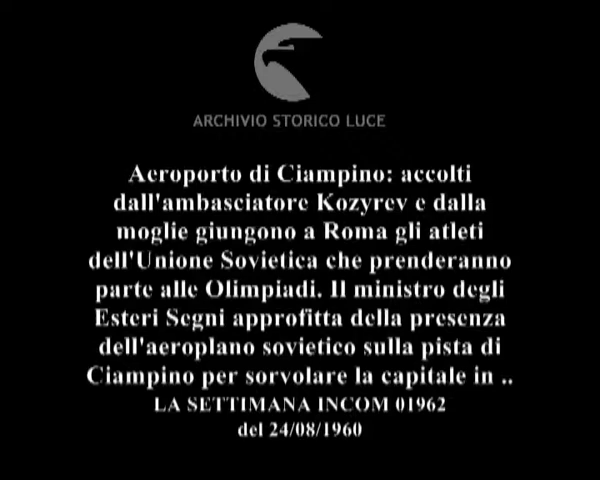 ARCHIVIO STORICO LUCE
Aeroporto di Ciampino: accolti
dall'ambasciatore Kozyrev e dalla
moglie giungono a Roma gli atleti
dell'Unione Sovietica che prenderanno
parte alle Olimpiadi. Il ministro degli
Esteri Segni approfitta della presenza
dell'aeroplano sovietico sulla pista di
Ciampino per sorvolare la capitale in ..
LA SETTIMANA INCOM 01962
del 24/08/1960